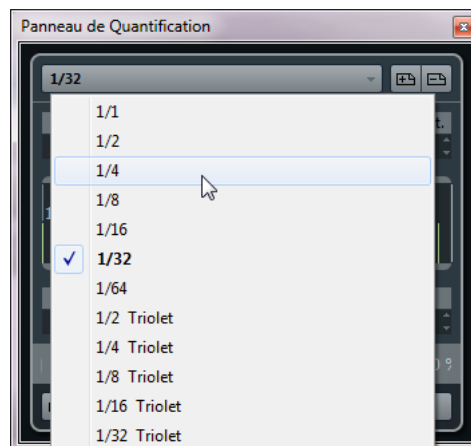 Panneau de Quantification
1/32
1/1
1/2
1/4
1/8
1/16
1/32
1/64
1/2 Triolet
1/4 Triolet
1/8 Triolet
1/16 Triolet
1/32 Triolet